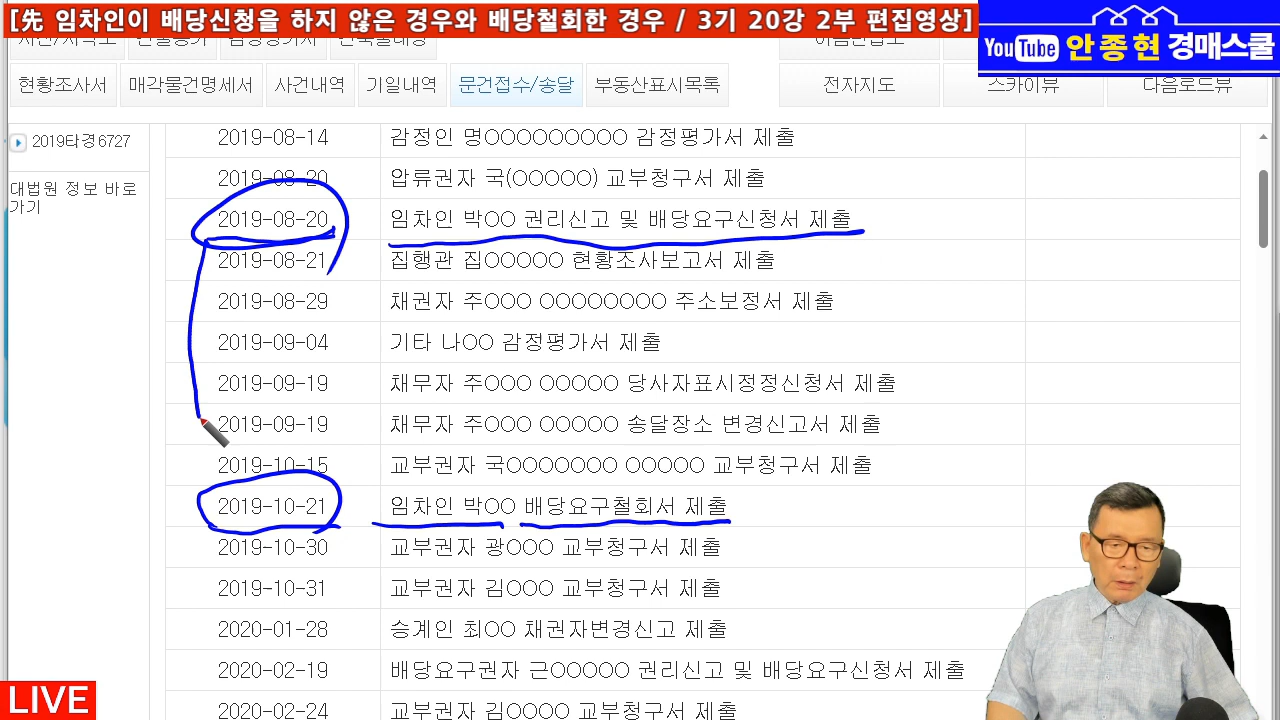 [先 임차인이 배당신청을 하지 않은 경우와 배당철회한 경우 / 3기 20강 2부 편집영상]
YouTube 안종현 경매스쿨
현황조사서 매각물건명세서 사건내역 기일내역 문건접수/송달 부동산표시목록 전자지도 스카이뷰 다음로드뷰
2019타경6727
대법원 정보 바로
가기
2019-08-14 감정인 명OOOOOOOOO 감정평가서 제출
2019-08-20 압류권자 국(OOOOO) 교부청구서 제출
2019-08-20 임차인 박OO 권리신고 및 배당요구신청서 제출
2019-08-21 집행관 집OOOOO 현황조사보고서 제출
2019-08-29 채권자 주OOO OOOOOOOO 주소보정서 제출
2019-09-04 기타 나OO 감정평가서 제출
2019-09-19 채무자 주OOO OOOOO 당사자표시정정신청서 제출
2019-09-19 채무자 주OOO OOOOO 송달장소 변경신고서 제출
2019-10-15 교부권자 국OOOOOOO OOOOO 교부청구서 제출
2019-10-21 임차인 박OO 배당요구철회서 제출
2019-10-30 교부권자 광OOO 교부청구서 제출
2019-10-31 교부권자 김OOO 교부청구서 제출
2020-01-28 승계인 최OO 채권자변경신고 제출
2020-02-19 배당요구권자 근OOOOO 권리신고 및 배당요구신청서 제출
2020-02-24 교부권자 김OOOO 교부청구서 제출
LIVE